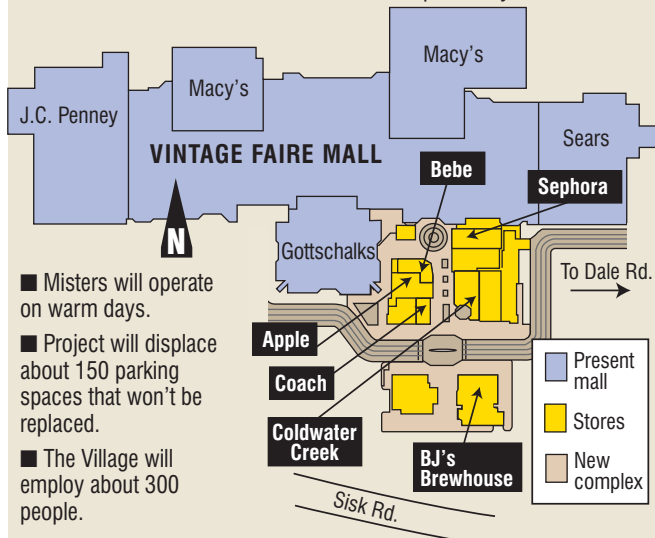 Macy's
Macy's
J.C. Penney
Sears
VINTAGE FAIRE MALL
Bebe
Sephora
N
Gottschalks
To Dale Rd.
■ Misters will operate
on warm days.
■ Project will displace
about 150 parking
spaces that won't be
replaced.
■ The Village will
employ about 300
people.
Apple
Coach
Coldwater
Creek
BJ's
Brewhouse
Sisk Rd.
Present
mall
Stores
New
complex